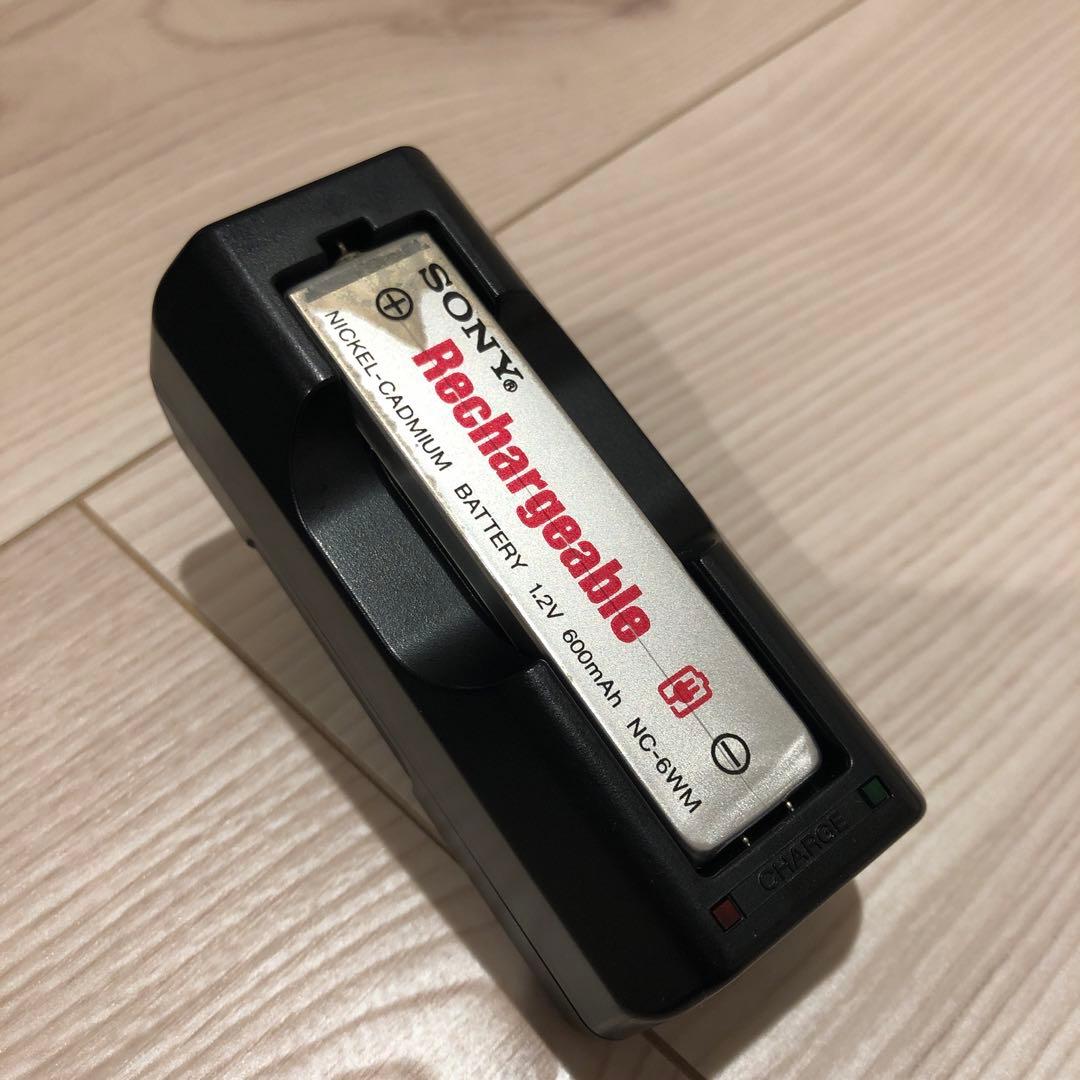 SONY®
Rechargeable
NICKEL-CADMIUM BATTERY 1.2V 600mAh NC-6WM
CHARGE